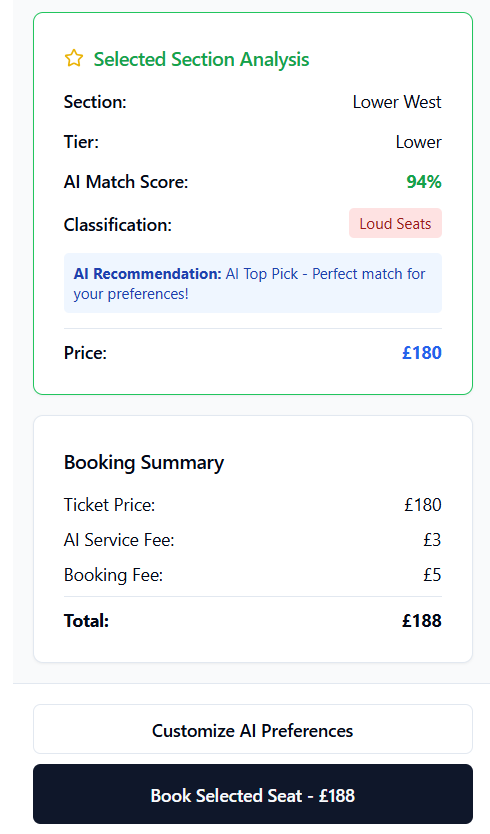 Selected Section Analysis
Section: Lower West
Tier: Lower
AI Match Score: 94%
Classification: Loud Seats
AI Recommendation: AI Top Pick - Perfect match for
your preferences!
Price: £180
Booking Summary
Ticket Price: £180
AI Service Fee: £3
Booking Fee: £5
Total: £188
Customize AI Preferences
Book Selected Seat - £188